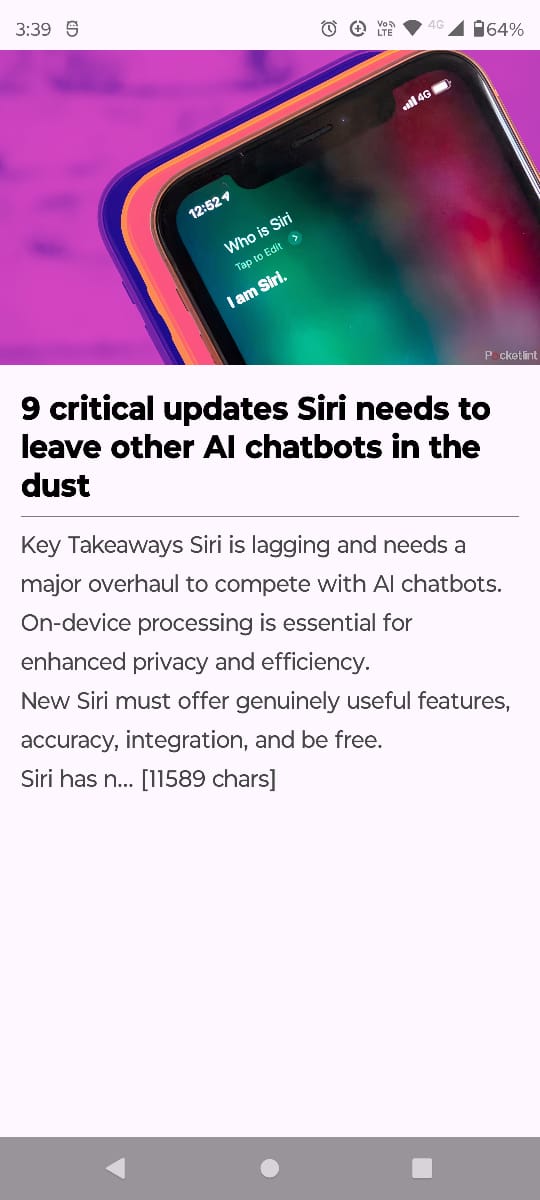 3:39
Vo LTE 4G 64%
4G
12:52
Who is Siri
Tap to Edit
I am Siri.
Pocketlint
9 critical updates Siri needs to
leave other AI chatbots in the
dust
Key Takeaways Siri is lagging and needs a
major overhaul to compete with AI chatbots.
On-device processing is essential for
enhanced privacy and efficiency.
New Siri must offer genuinely useful features,
accuracy, integration, and be free.
Siri has n... [11589 chars]